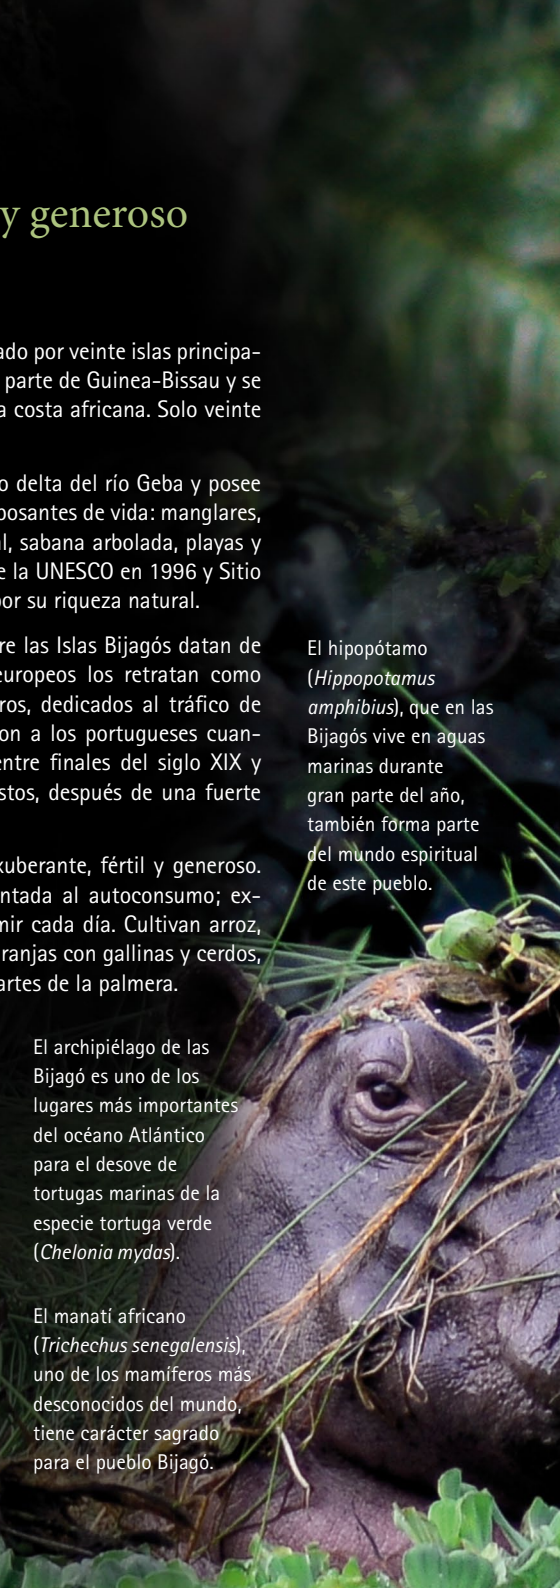 y generoso
ado por veinte islas principa-
parte de Guinea-Bissau y se
a costa africana. Solo veinte
o delta del río Geba y posee
posantes de vida: manglares,
l, sabana arbolada, playas y
e la UNESCO en 1996 y Sitio
por su riqueza natural.
re las Islas Bijagós datan de
europeos los retratan como
ros, dedicados al tráfico de
on a los portugueses cuan-
entre finales del siglo XIX y
stos, después de una fuerte
xuberante, fértil y generoso.
ntada al autoconsumo; ex-
mir cada día. Cultivan arroz,
ranjas con gallinas y cerdos,
artes de la palmera.
El hipopótamo
(Hippopotamus
amphibius), que en las
Bijagós vive en aguas
marinas durante
gran parte del año,
también forma parte
del mundo espiritual
de este pueblo.
El archipiélago de las
Bijagó es uno de los
lugares más importantes
del océano Atlántico
para el desove de
tortugas marinas de la
especie tortuga verde
(Chelonia mydas).
El manatí africano
(Trichechus senegalensis),
uno de los mamíferos más
desconocidos del mundo,
tiene carácter sagrado
para el pueblo Bijagó.